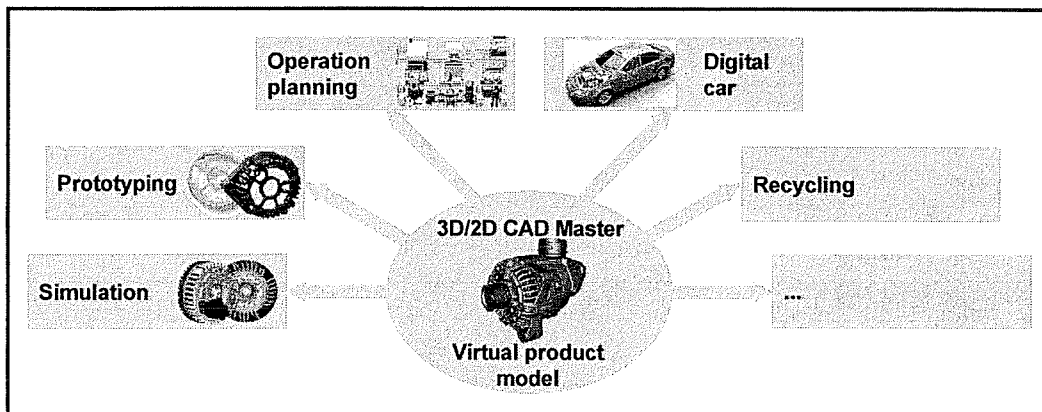 Operation
planning
Digital
car
Prototyping
Recycling
3D/2D CAD Master
Simulation
...
Virtual product
model